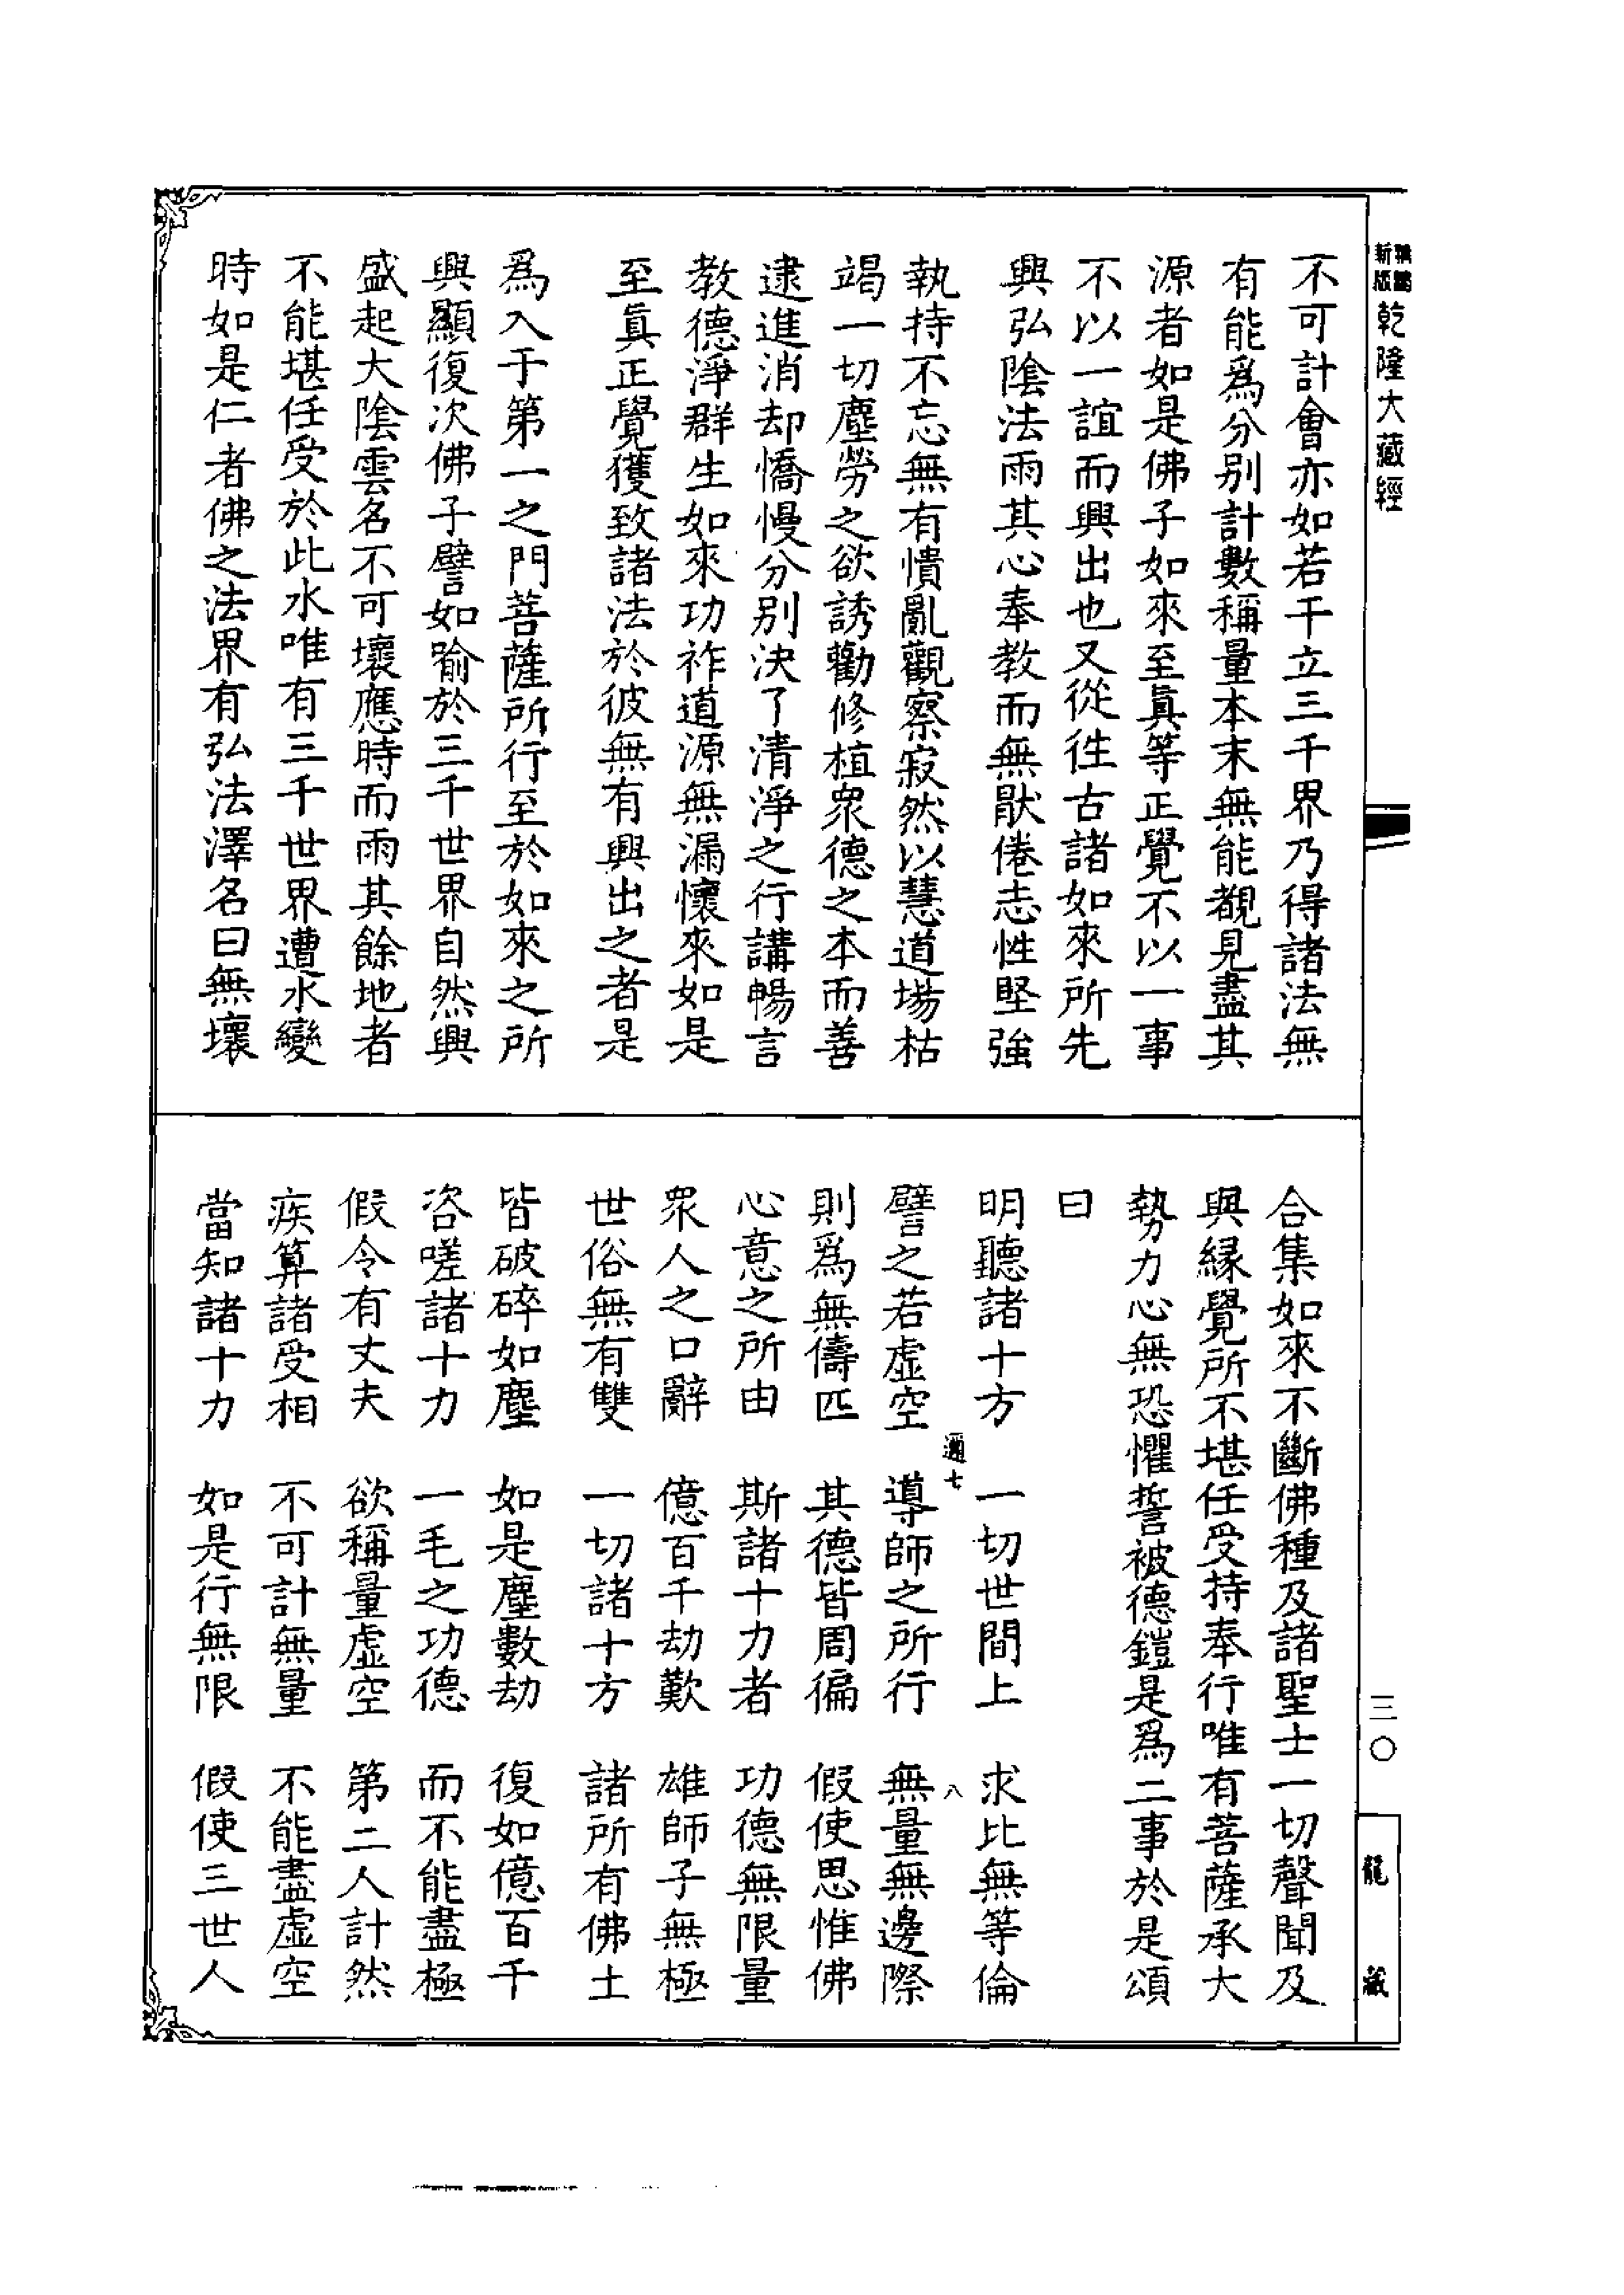 新版
乾隆大藏經
不可計會亦如若干立三千界乃得諸法無
有能爲分别計數稱量本末無能覩見盡其
源者如是佛子如來至眞等正覺不以一事
不以一誼而興出也又從徃古諸如來所先
興弘陰法雨其心奉教而無猒倦志性堅強
執持不忘無有憒亂觀察寂然以慧道場枯
竭一切塵勞之欲誘勸修植衆德之本而善
逮進消却憍慢分别決了清淨之行講暢言
教德淨群生如來功祚道源無漏懷來如是
至眞正覺獲致諸法於彼無有興出之者是
爲入于第一之門菩薩所行至於如來之所
興顯復次佛子譬如喻於三千世界自然興
盛起大陰雲名不可壞應時而雨其餘地者
不能堪任受於此水唯有三千世界遭水變
時如是仁者佛之法界有弘法澤名曰無壞
合集如來不斷佛種及諸聖士一切聲聞及
與緣覺所不堪任受持奉行唯有菩薩承大
勢力心無恐懼誓被德鎧是爲二事於是頌
曰
明聽諸十方　一切世間上　求比無等倫
邇七　八
譬之若虛空　導師之所行　無量無邊際
則爲無儔匹　其德皆周徧　假使思惟佛
心意之所由　斯諸十力者　功德無限量
衆人之口辭　億百千劫歎　雄師子無極
世俗無有雙　一切諸十方　諸所有佛土
皆破碎如塵　如是塵數劫　復如億百千
咨嗟諸十力　一毛之功德　而不能盡極
假令有丈夫　欲稱量虛空　第二人計然
疾算諸受相　不可計無量　不能盡虛空
當知諸十力　如是行無限　假使三世人
三〇
龍藏